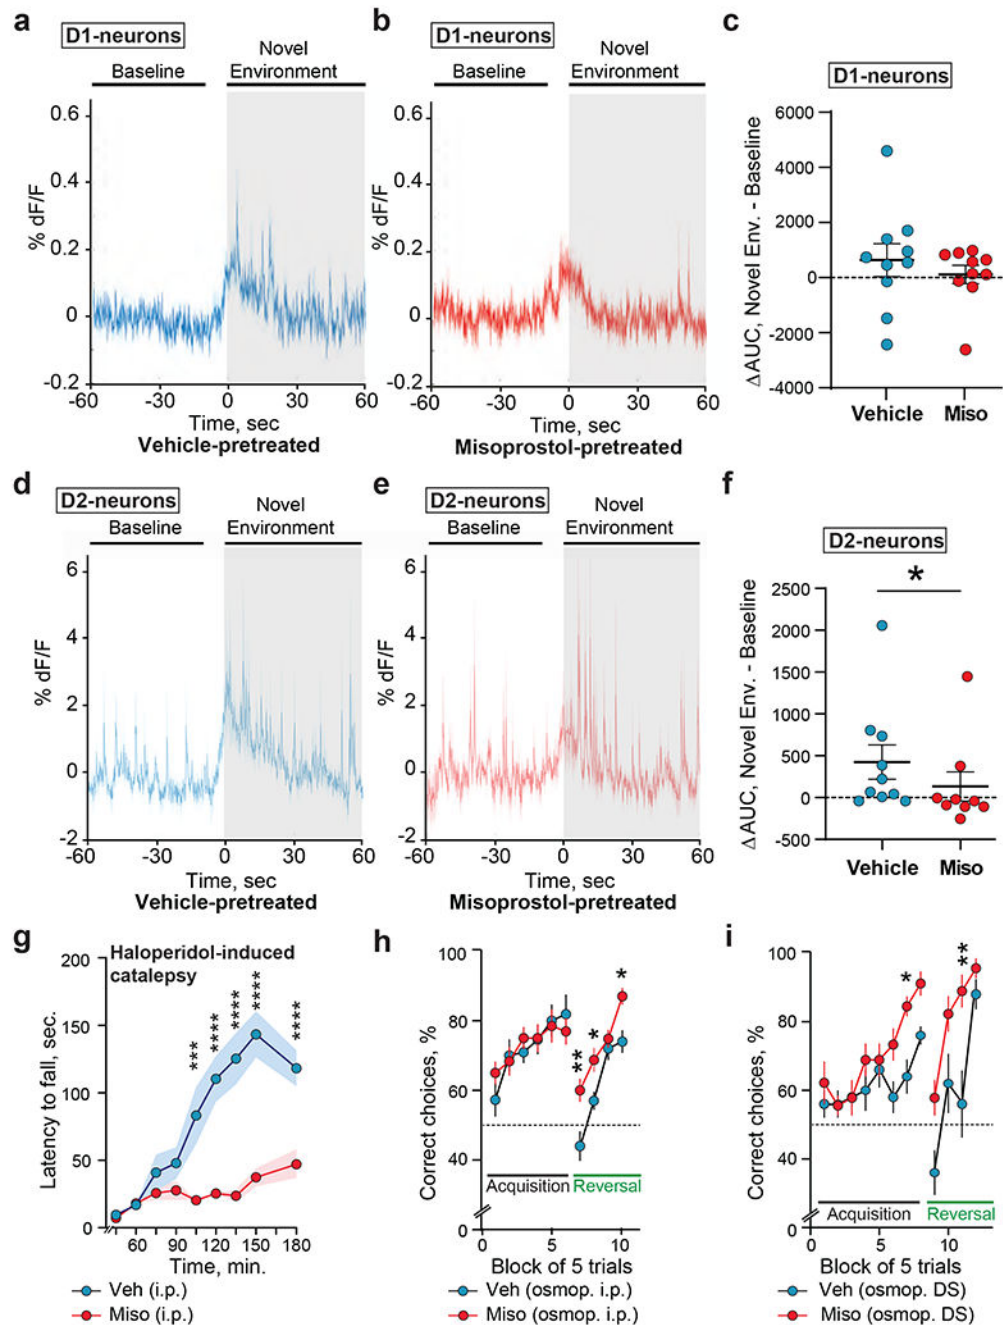 a
D1-neurons
Baseline
Novel
Environment
% dF/F
0.6
0.4
0.2
0
-0.2
-60
-30
0
30
60
Time, sec
Vehicle-pretreated
b
D1-neurons
Baseline
Novel
Environment
% dF/F
0.6
0.4
0.2
0
-0.2
-60
-30
0
30
60
Time, sec
Misoprostol-pretreated
c
D1-neurons
ΔAUC, Novel Env. - Baseline
6000
4000
2000
0
-2000
-4000
Vehicle
Miso
d
D2-neurons
Baseline
Novel
Environment
% dF/F
6
4
2
0
-2
-60
-30
0
30
60
Time, sec
Vehicle-pretreated
e
D2-neurons
Baseline
Novel
Environment
% dF/F
6
4
2
0
-2
-60
-30
0
30
60
Time, sec
Misoprostol-pretreated
f
D2-neurons
*
ΔAUC, Novel Env. - Baseline
2500
2000
1500
1000
500
0
-500
Vehicle
Miso
g
Haloperidol-induced
catalepsy
Latency to fall, sec.
200
150
100
50
0
***
****
****
****
****
60
90
120
150
180
Time, min.
Veh (i.p.)
Miso (i.p.)
h
Correct choices, %
100
80
60
40
0
**
*
*
Acquisition
Reversal
0
5
10
Block of 5 trials
Veh (osmop. i.p.)
Miso (osmop. i.p.)
i
Correct choices, %
100
80
60
40
0
*
**
Acquisition
Reversal
0
5
10
Block of 5 trials
Veh (osmop. DS)
Miso (osmop. DS)